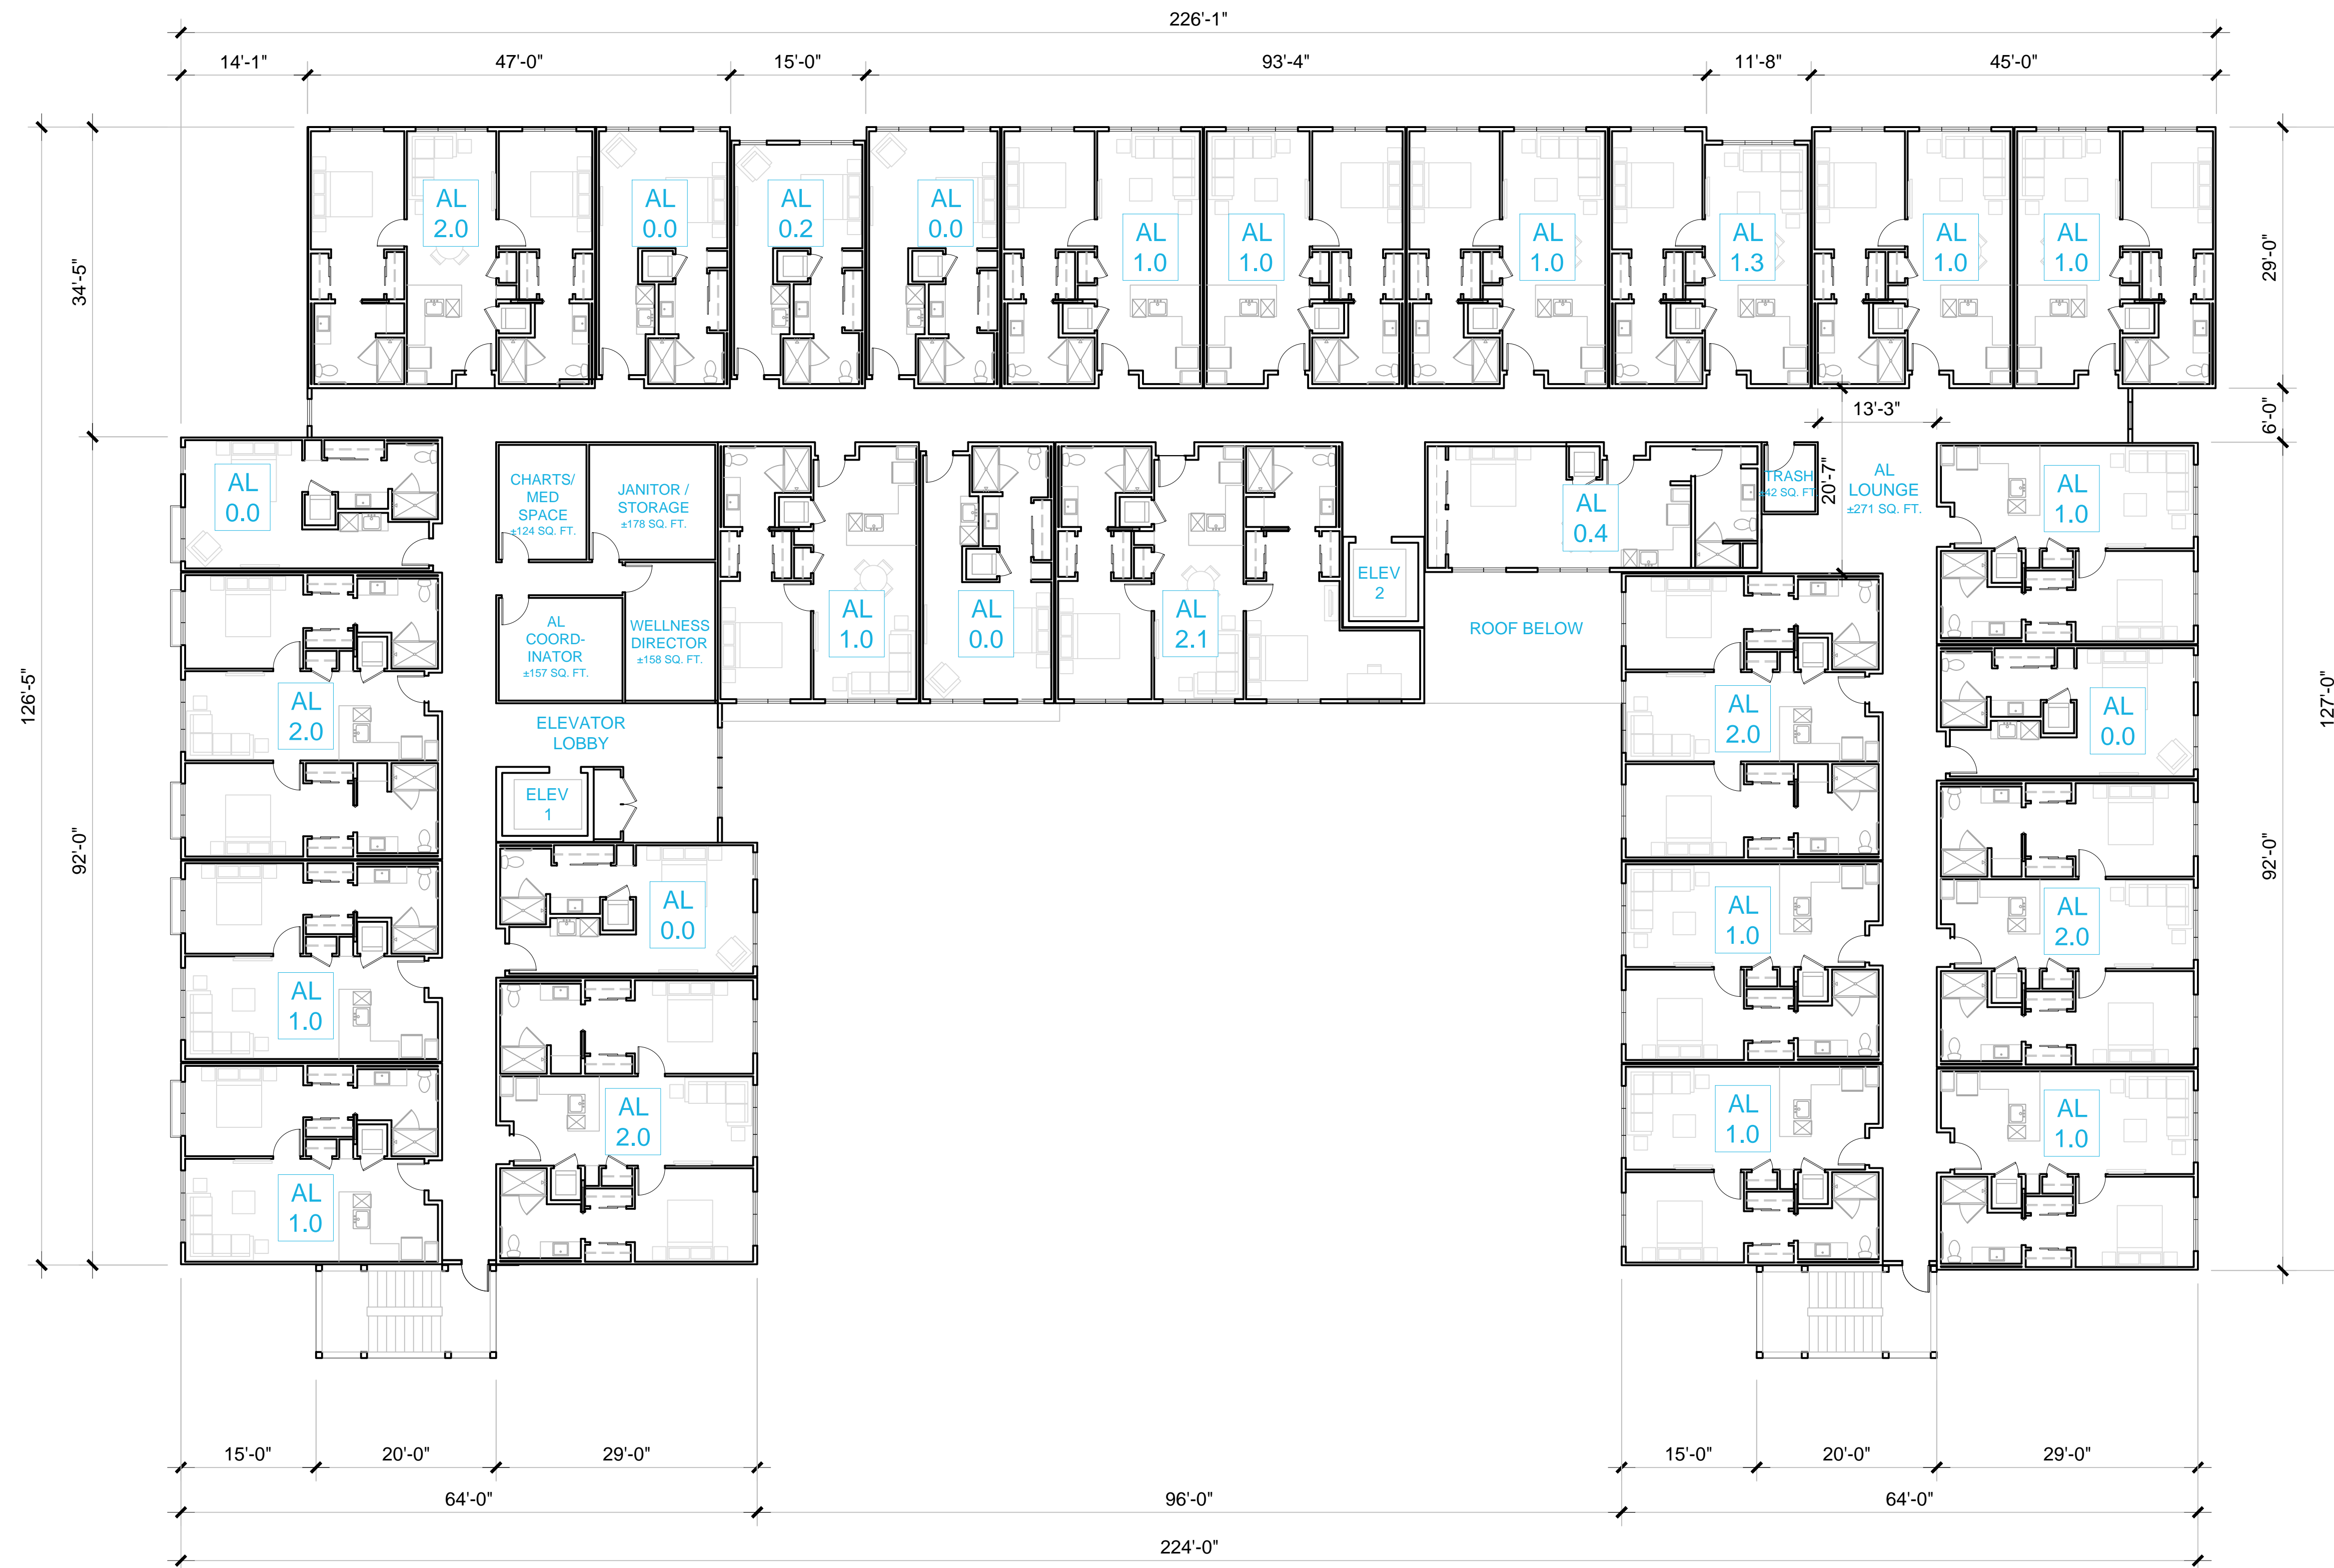 226'-1"
14'-1" 47'-0" 15'-0" 93'-4" 11'-8" 45'-0"
34'-5"
29'-0"
AL
2.0
AL
0.0
AL
0.2
AL
0.0
AL
1.0
AL
1.0
AL
1.0
AL
1.3
AL
1.0
AL
1.0
13'-3"
6'-0"
20'-7"
126'-5"
127'-0"
92'-0"
92'-0"
AL
0.0
CHARTS/
MED
SPACE
±124 SQ. FT.
JANITOR /
STORAGE
±178 SQ. FT.
AL
COORD-
INATOR
±157 SQ. FT.
WELLNESS
DIRECTOR
±158 SQ. FT.
AL
1.0
AL
0.0
AL
2.1
ELEV
2
AL
0.4
TRASH
±42 SQ. FT.
AL
LOUNGE
±271 SQ. FT.
AL
1.0
ROOF BELOW
AL
2.0
ELEVATOR
LOBBY
ELEV
1
AL
2.0
AL
0.0
AL
0.0
AL
1.0
AL
2.0
AL
1.0
AL
2.0
AL
1.0
AL
1.0
AL
1.0
15'-0" 20'-0" 29'-0" 15'-0" 20'-0" 29'-0"
64'-0" 96'-0" 64'-0"
224'-0"